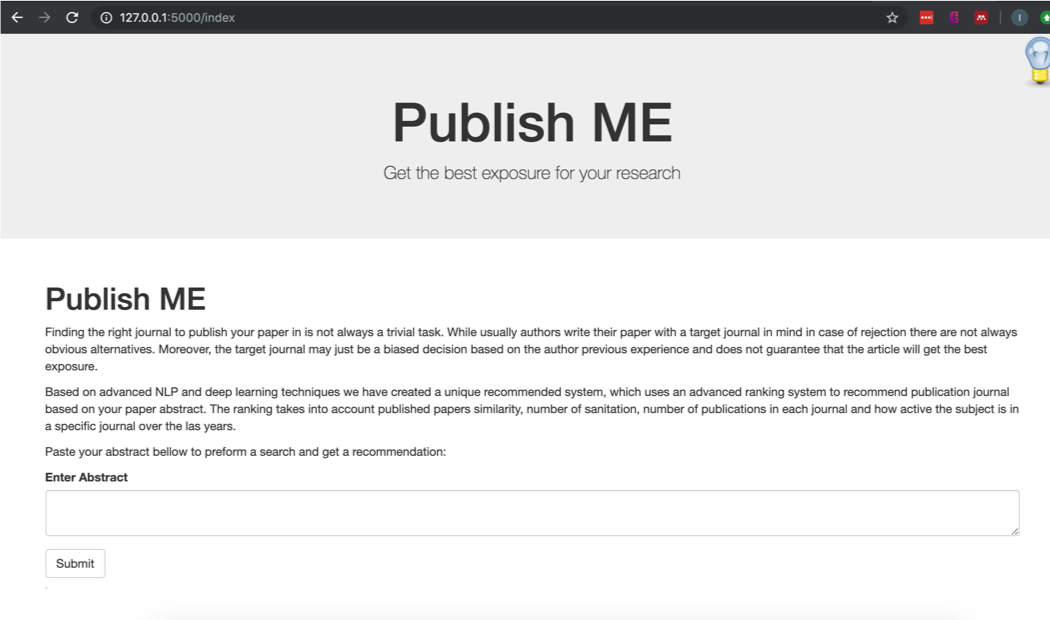 127.0.0.1:5000/index
Publish ME
Get the best exposure for your research
Publish ME
Finding the right journal to publish your paper in is not always a trivial task. While usually authors write their paper with a target journal in mind in case of rejection there are not always
obvious alternatives. Moreover, the target journal may just be a biased decision based on the author previous experience and does not guarantee that the article will get the best
exposure.
Based on advanced NLP and deep learning techniques we have created a unique recommended system, which uses an advanced ranking system to recommend publication journal
based on your paper abstract. The ranking takes into account published papers similarity, number of sanitation, number of publications in each journal and how active the subject is in
a specific journal over the las years.
Paste your abstract bellow to preform a search and get a recommendation:
Enter Abstract
Submit